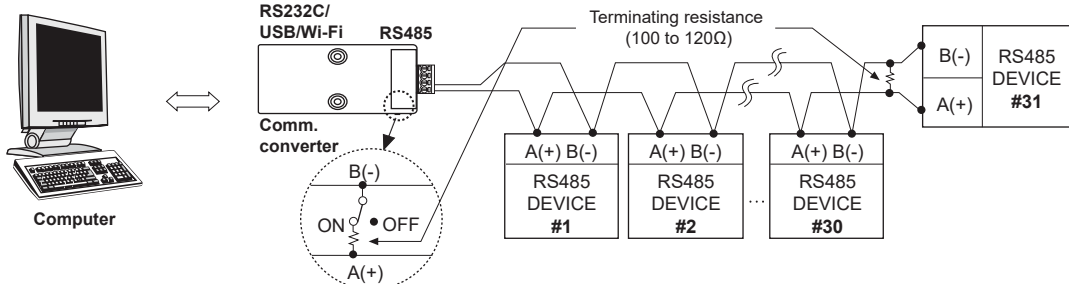 RS232C/
USB/Wi-Fi
RS485
Comm.
converter
Computer
Terminating resistance
(100 to 120Ω)
B(-)
ON
OFF
A(+)
A(+) B(-)
RS485
DEVICE
#1
A(+) B(-)
RS485
DEVICE
#2
...
A(+) B(-)
RS485
DEVICE
#30
B(-)
A(+)
RS485
DEVICE
#31